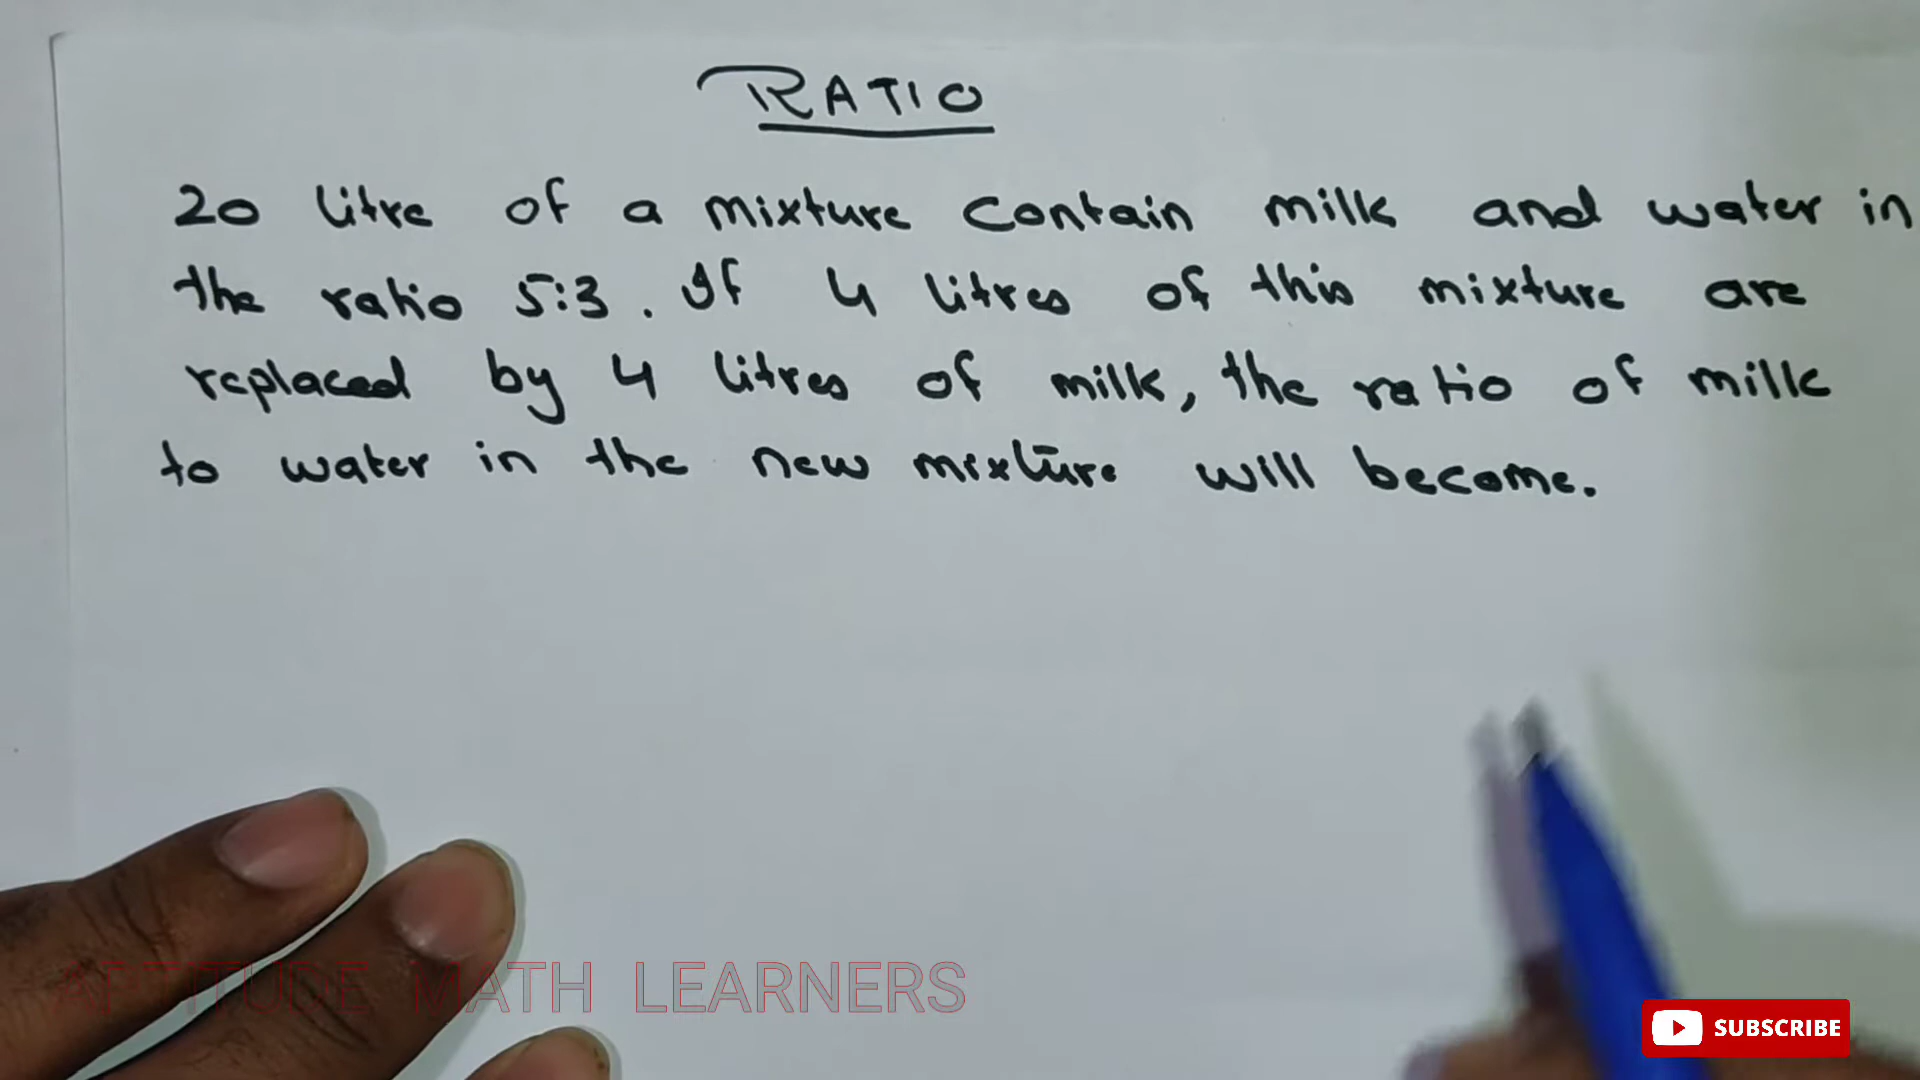 RATIO
20 litre of a mixture contain milk and water in
the ratio 5:3. If 4 litres of this mixture are
replaced by 4 litres of milk, the ratio of milk
to water in the new mixture will become.
APTITUDE MATH LEARNERS
SUBSCRIBE